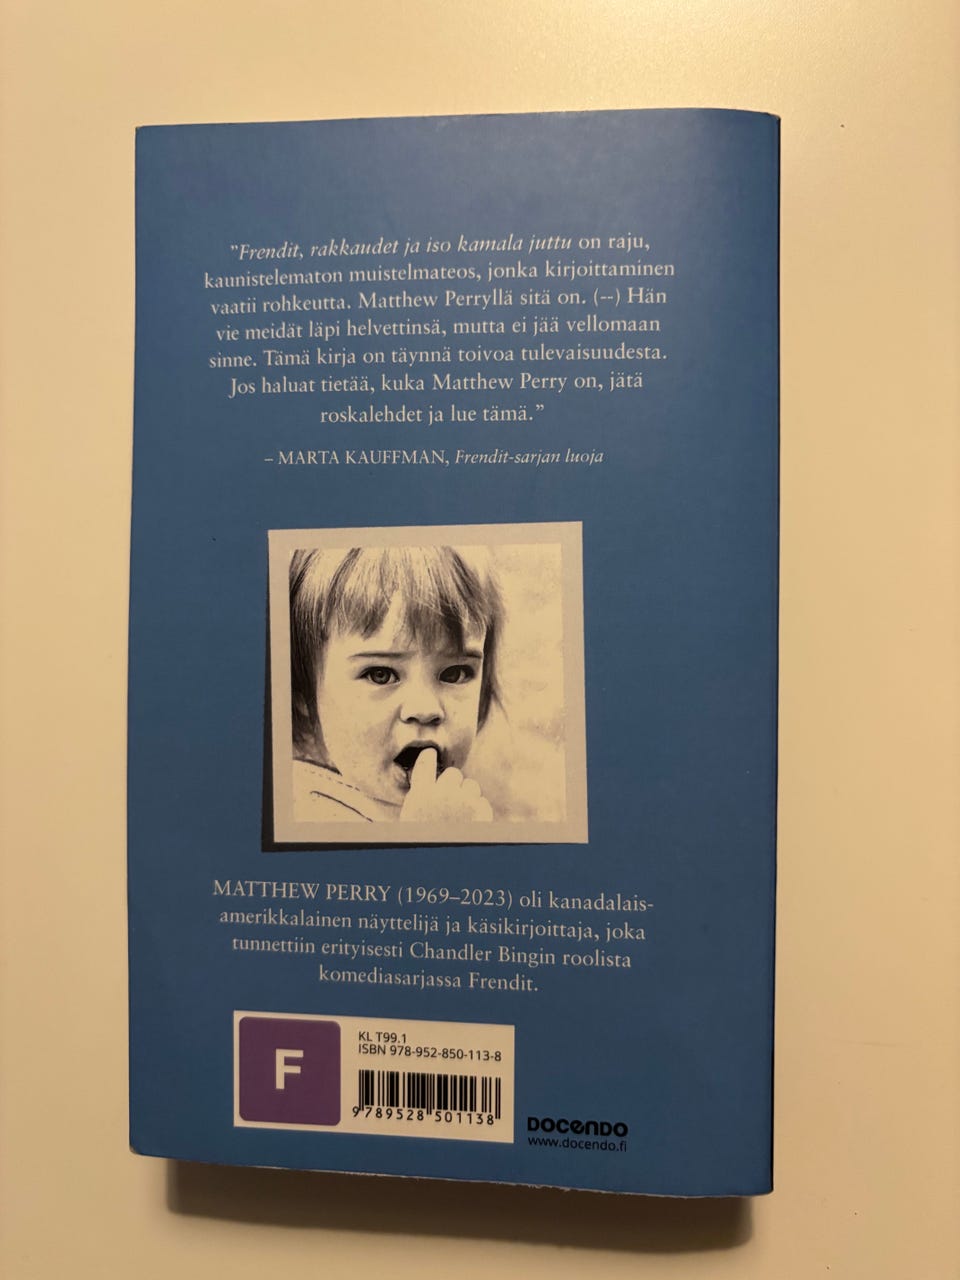 ”Frendit, rakkaudet ja iso kamala juttu on raju,
kaunistelematon muistelmateos, jonka kirjoittaminen
vaatii rohkeutta. Matthew Perryllä sitä on. (--) Hän
vie meidät läpi helvettinsä, mutta ei jää vellomaan
sinne. Tämä kirja on täynnä toivoa tulevaisuudesta.
Jos haluat tietää, kuka Matthew Perry on, jätä
roskalehdet ja lue tämä.”
– MARTA KAUFFMAN, Frendit-sarjan luoja
MATTHEW PERRY (1969–2023) oli kanadalais-
amerikkalainen näyttelijä ja käsikirjoittaja, joka
tunnettiin erityisesti Chandler Bingin roolista
komediasarjassa Frendit.
F
KL T99.1
ISBN 978-952-850-113-8
9 789528 501138
DOCENDO
www.docendo.fi